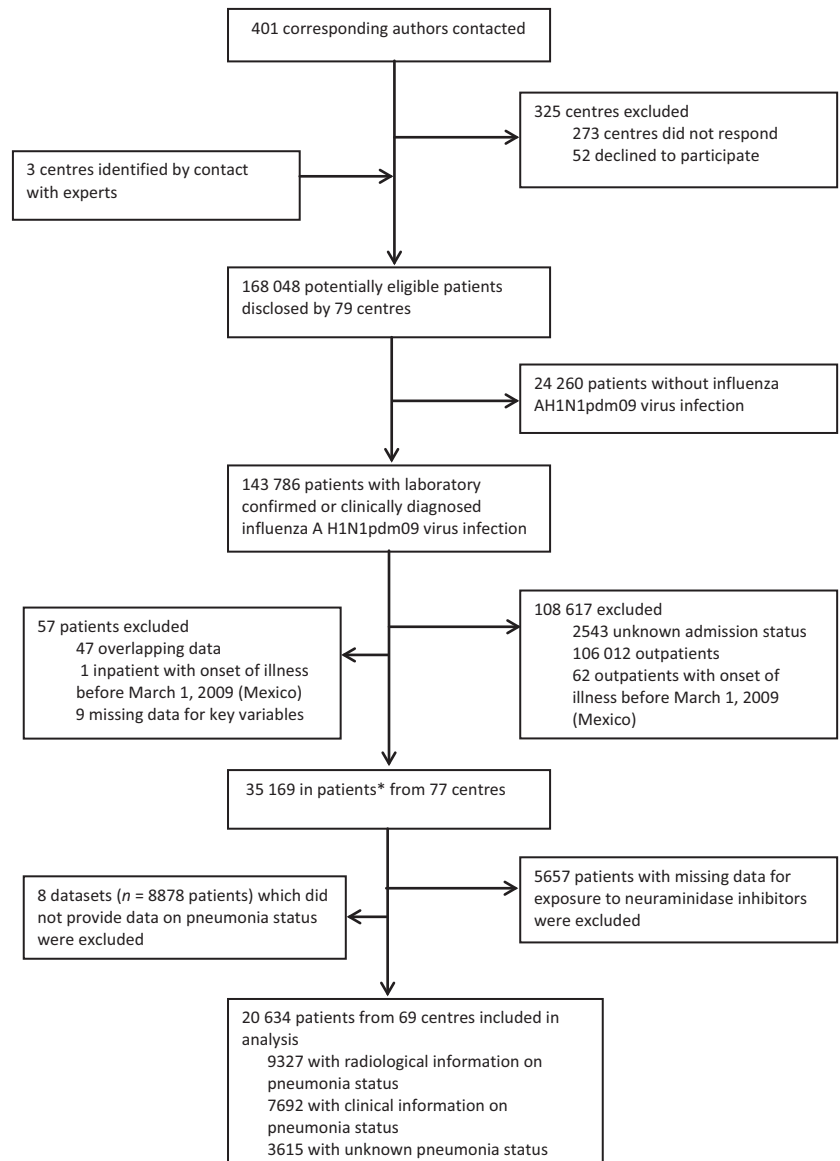 401 corresponding authors contacted
325 centres excluded
273 centres did not respond
52 declined to participate
3 centres identified by contact
with experts
168 048 potentially eligible patients
disclosed by 79 centres
24 260 patients without influenza
AH1N1pdm09 virus infection
143 786 patients with laboratory
confirmed or clinically diagnosed
influenza A H1N1pdm09 virus infection
57 patients excluded
47 overlapping data
1 inpatient with onset of illness
before March 1, 2009 (Mexico)
9 missing data for key variables
108 617 excluded
2543 unknown admission status
106 012 outpatients
62 outpatients with onset of
illness before March 1, 2009
(Mexico)
35 169 in patients* from 77 centres
8 datasets (n = 8878 patients) which did
not provide data on pneumonia status
were excluded
5657 patients with missing data for
exposure to neuraminidase inhibitors
were excluded
20 634 patients from 69 centres included in
analysis
9327 with radiological information on
pneumonia status
7692 with clinical information on
pneumonia status
3615 with unknown pneumonia status